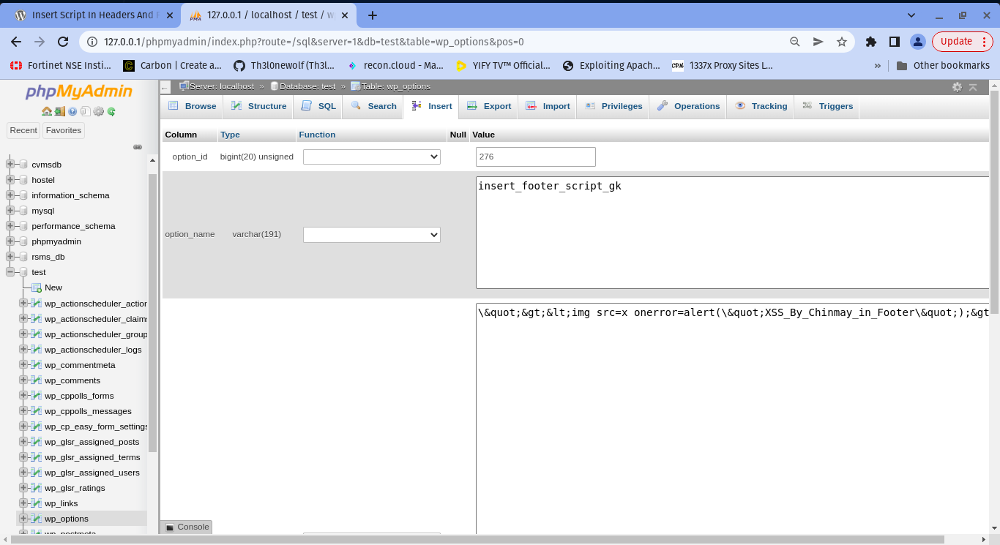 Insert Script In Headers And F
127.0.0.1 / localhost / test / w
127.0.0.1/phpmyadmin/index.php?route=/sql&server=1&db=test&table=wp_options&pos=0
Update
Fortinet NSE Insti... Carbon | Create a... Th3l0newolf (Th3l... recon.cloud - Ma... YIFY TV™ Official... Exploiting Apach... 1337x Proxy Sites L... » Other bookmarks
phpMyAdmin
Recent Favorites
cvmsdb
hostel
information_schema
mysql
performance_schema
phpmyadmin
rsms_db
test
New
wp_actionscheduler_action
wp_actionscheduler_claims
wp_actionscheduler_group
wp_actionscheduler_logs
wp_commentmeta
wp_comments
wp_cppolls_forms
wp_cppolls_messages
wp_cp_easy_form_settings
wp_glsr_assigned_posts
wp_glsr_assigned_terms
wp_glsr_assigned_users
wp_glsr_ratings
wp_links
wp_options
wp_postmeta
Server: localhost » Database: test » Table: wp_options
Browse Structure SQL Search Insert Export Import Privileges Operations Tracking Triggers
Column Type Function Null Value
option_id bigint(20) unsigned 276
insert_footer_script_gk
option_name varchar(191)
\&quot;&gt;&lt;img src=x onerror=alert(\&quot;XSS_By_Chinmay_in_Footer\&quot;);&gt
Console